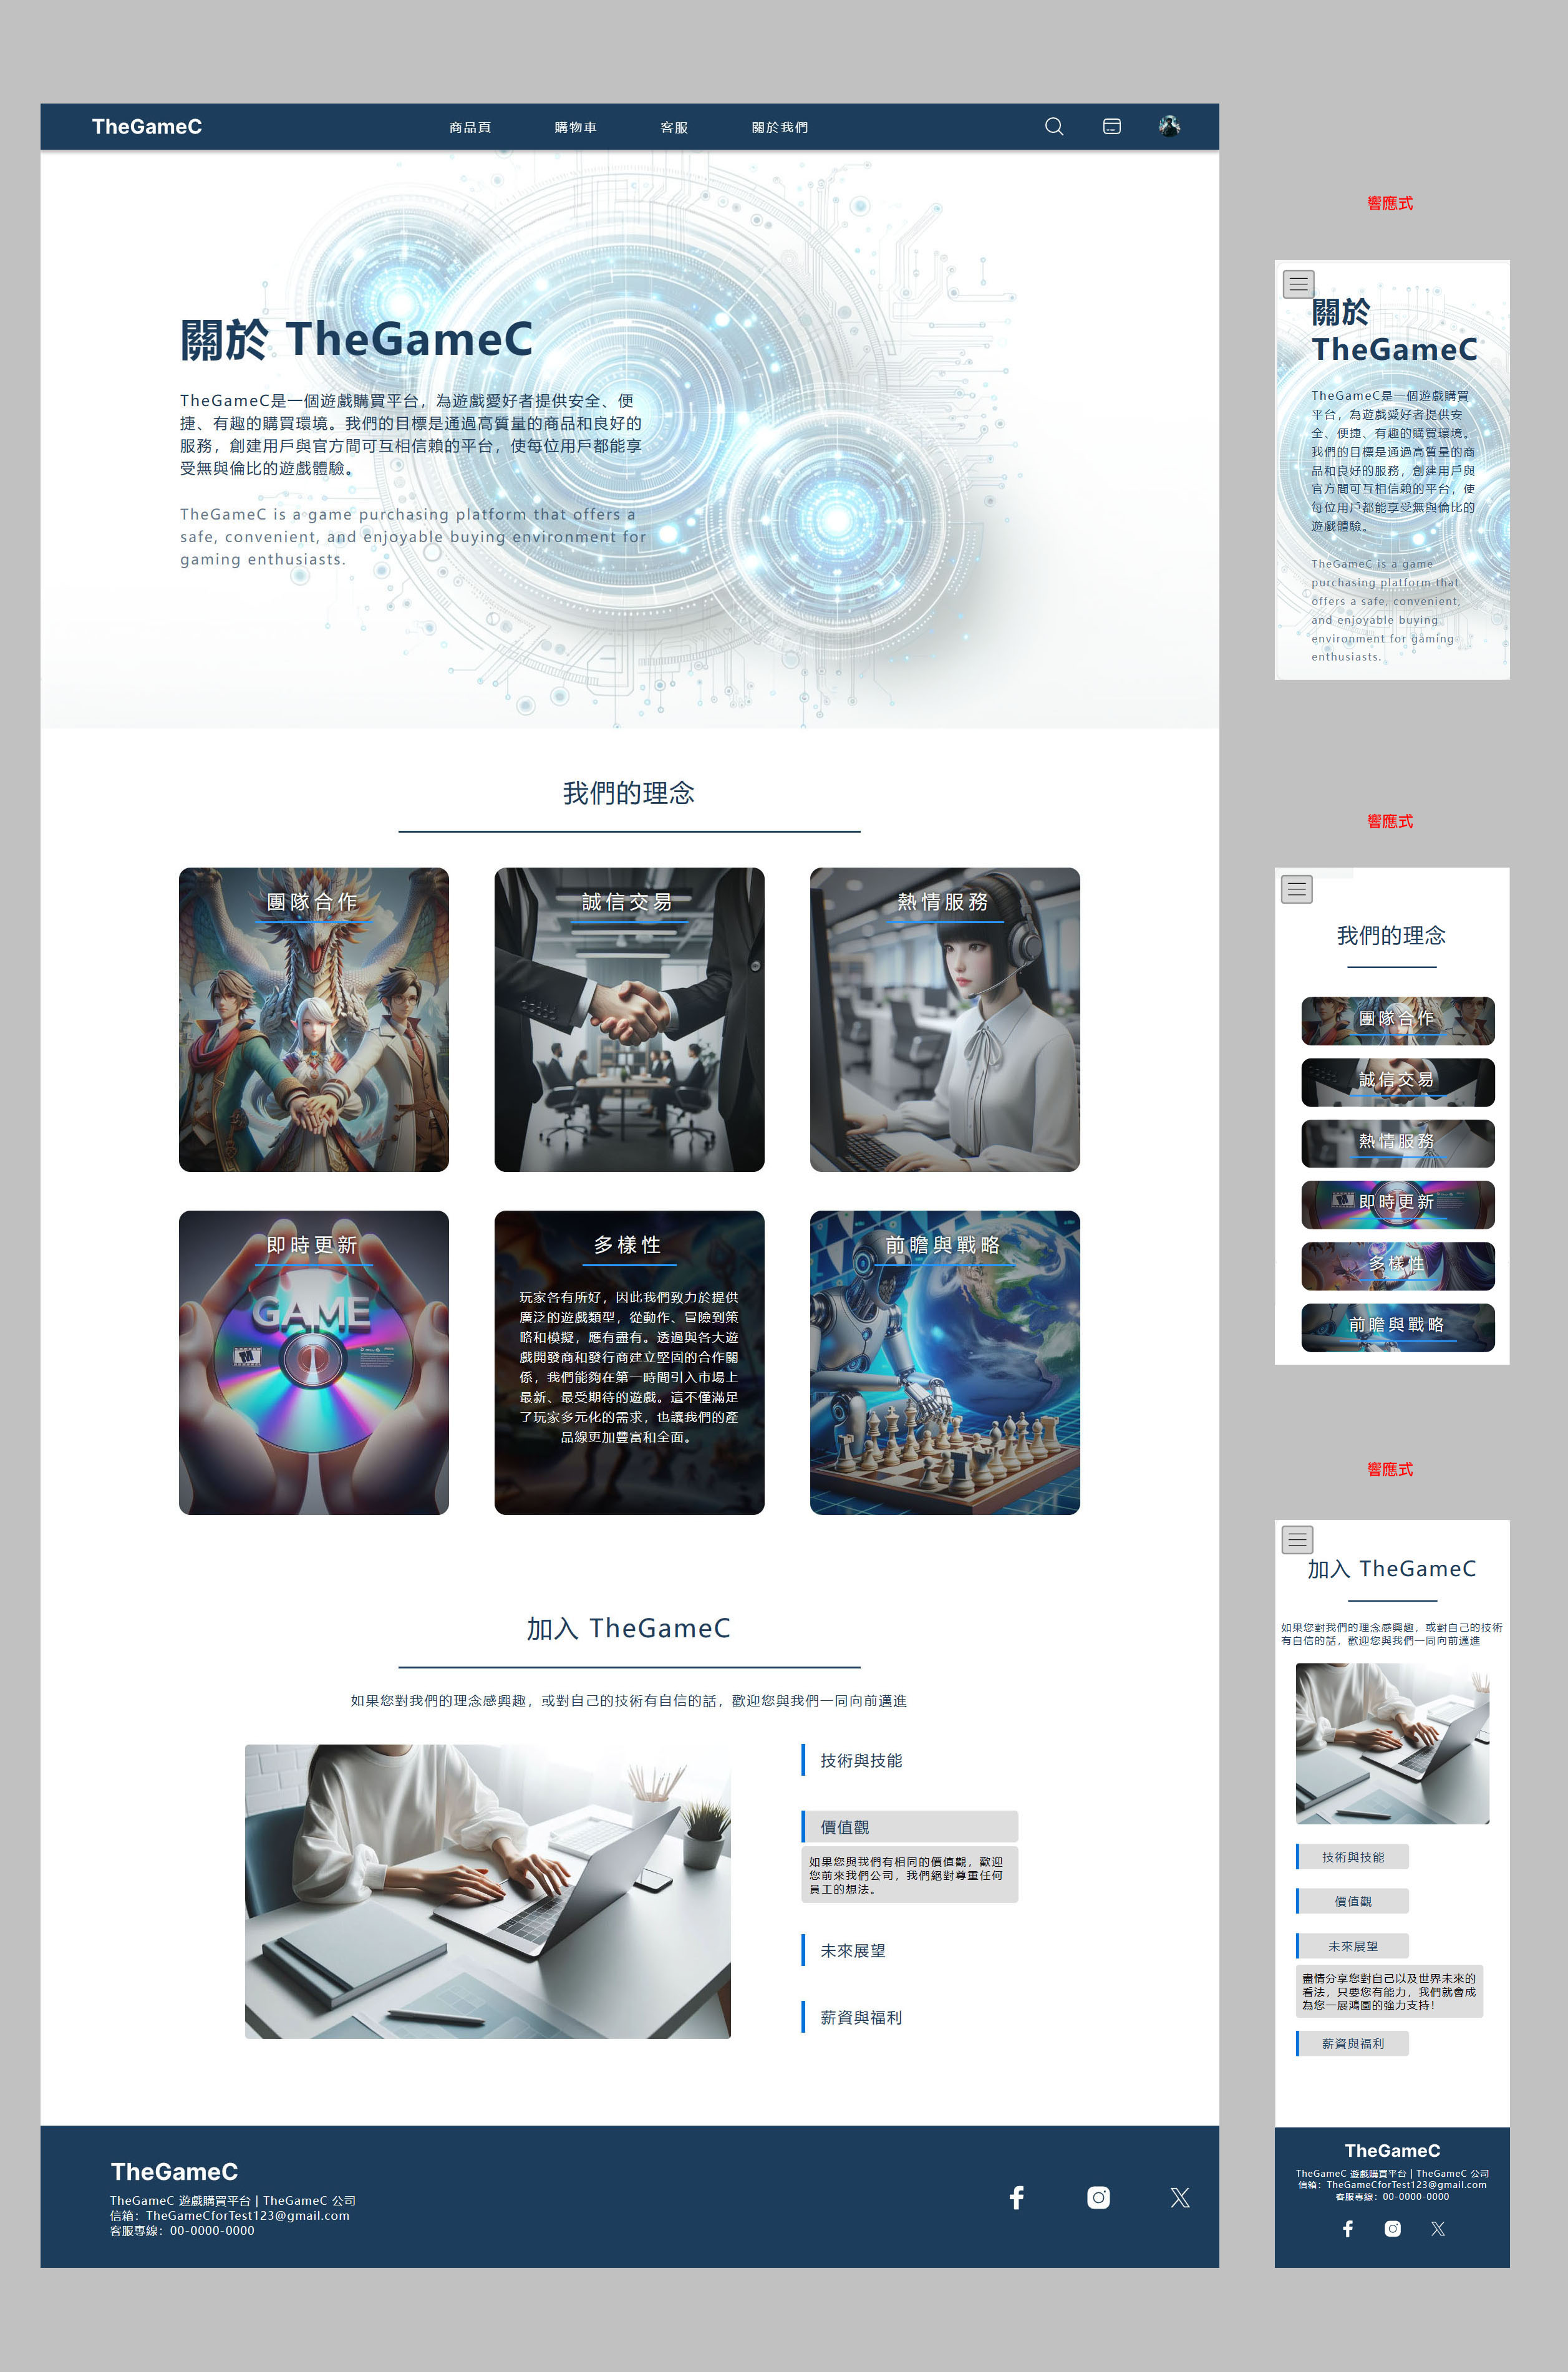 TheGameC
商品頁 購物車 客服 關於我們
關於 TheGameC
TheGameC是一個遊戲購買平台，為遊戲愛好者提供安全、便
捷、有趣的購買環境。我們的目標是通過高質量的商品和良好的
服務，創建用戶與官方間可互相信賴的平台，使每位用戶都能享
受無與倫比的遊戲體驗。
TheGameC is a game purchasing platform that offers a
safe, convenient, and enjoyable buying environment for
gaming enthusiasts.
我們的理念
團隊合作
誠信交易
熱情服務
即時更新
GAME
多樣性
玩家各有所好，因此我們致力於提供
廣泛的遊戲類型，從動作、冒險到策
略和模擬，應有盡有。透過與各大遊
戲開發商和發行商建立堅固的合作關
係，我們能夠在第一時間引入市場上
最新、最受期待的遊戲。這不僅滿足
了玩家多元化的需求，也讓我們的產
品線更加豐富和全面。
前瞻與戰略
加入 TheGameC
如果您對我們的理念感興趣，或對自己的技術有自信的話，歡迎您與我們一同向前邁進
技術與技能
價值觀
如果您與我們有相同的價值觀，歡迎
您前來我們公司，我們絕對尊重任何
員工的想法。
未來展望
薪資與福利
TheGameC
TheGameC 遊戲購買平台 | TheGameC 公司
信箱：TheGameCforTest123@gmail.com
客服專線：00-0000-0000
響應式
關於
TheGameC
TheGameC是一個遊戲購買
平台，為遊戲愛好者提供安
全、便捷、有趣的購買環境。
我們的目標是通過高質量的商
品和良好的服務，創建用戶與
官方間可互相信賴的平台，使
每位用戶都能享受無與倫比的
遊戲體驗。
TheGameC is a game
purchasing platform that
offers a safe, convenient,
and enjoyable buying
environment for gaming
enthusiasts.
響應式
我們的理念
團隊合作
誠信交易
熱情服務
即時更新
多樣性
前瞻與戰略
響應式
加入 TheGameC
如果您對我們的理念感興趣，或對自己的技術
有自信的話，歡迎您與我們一同向前邁進
技術與技能
價值觀
未來展望
盡情分享您對自己以及世界未來的
看法，只要您有能力，我們就會成
為您一展鴻圖的強力支持！
薪資與福利
TheGameC
TheGameC 遊戲購買平台 | TheGameC 公司
信箱：TheGameCforTest123@gmail.com
客服專線：00-0000-0000